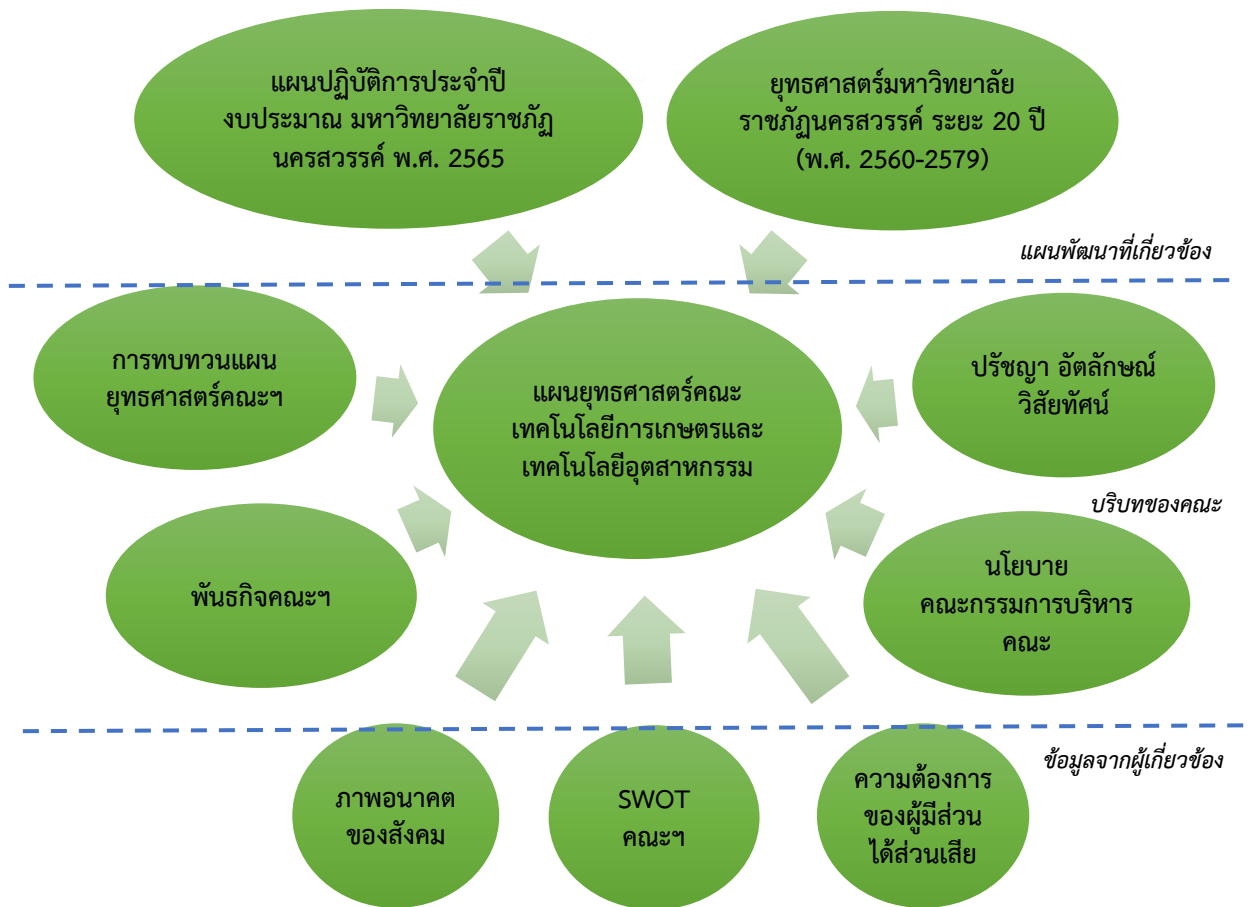 แผนปฏิบัติการประจำปี
งบประมาณ มหาวิทยาลัยราชภัฏ
นครสวรรค์ พ.ศ. 2565
ยุทธศาสตร์มหาวิทยาลัย
ราชภัฏนครสวรรค์ ระยะ 20 ปี
(พ.ศ. 2560-2579)
แผนพัฒนาที่เกี่ยวข้อง
การทบทวนแผน
ยุทธศาสตร์คณะฯ
แผนยุทธศาสตร์คณะ
เทคโนโลยีการเกษตรและ
เทคโนโลยีอุตสาหกรรม
ปรัชญา อัตลักษณ์
วิสัยทัศน์
บริบทของคณะ
พันธกิจคณะฯ
นโยบาย
คณะกรรมการบริหาร
คณะ
ข้อมูลจากผู้เกี่ยวข้อง
ภาพอนาคต
ของสังคม
SWOT
คณะฯ
ความต้องการ
ของผู้มีส่วน
ได้ส่วนเสีย